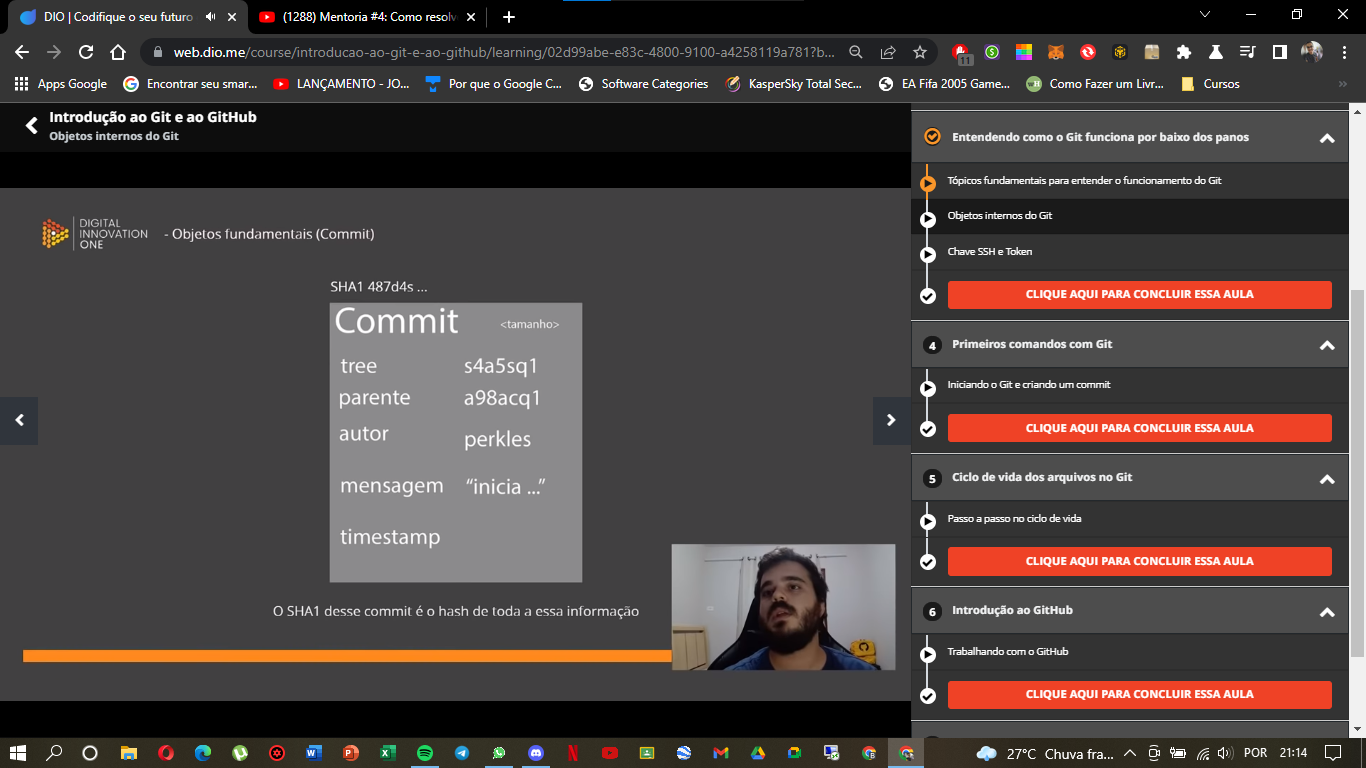 DIO | Codifique o seu futuro
(1288) Mentoria #4: Como resolv
web.dio.me/course/introducao-ao-git-e-ao-github/learning/02d99abe-e83c-4800-9100-a4258119a781?b...
11
Apps Google
Encontrar seu smar...
LANÇAMENTO - JO...
Por que o Google C...
Software Categories
KasperSky Total Sec...
EA Fifa 2005 Game...
Como Fazer um Livr...
Cursos
»
Introdução ao Git e ao GitHub
Objetos internos do Git
DIGITAL
INNOVATION
ONE
- Objetos fundamentais (Commit)
SHA1 487d4s ...
Commit <tamanho>
tree s4a5sq1
parente a98acq1
autor perkles
mensagem “inicia ...”
timestamp
O SHA1 desse commit é o hash de toda a essa informação
Entendendo como o Git funciona por baixo dos panos
Tópicos fundamentais para entender o funcionamento do Git
Objetos internos do Git
Chave SSH e Token
CLIQUE AQUI PARA CONCLUIR ESSA AULA
4 Primeiros comandos com Git
Iniciando o Git e criando um commit
CLIQUE AQUI PARA CONCLUIR ESSA AULA
5 Ciclo de vida dos arquivos no Git
Passo a passo no ciclo de vida
CLIQUE AQUI PARA CONCLUIR ESSA AULA
6 Introdução ao GitHub
Trabalhando com o GitHub
CLIQUE AQUI PARA CONCLUIR ESSA AULA
27°C Chuva fra...
POR
21:14